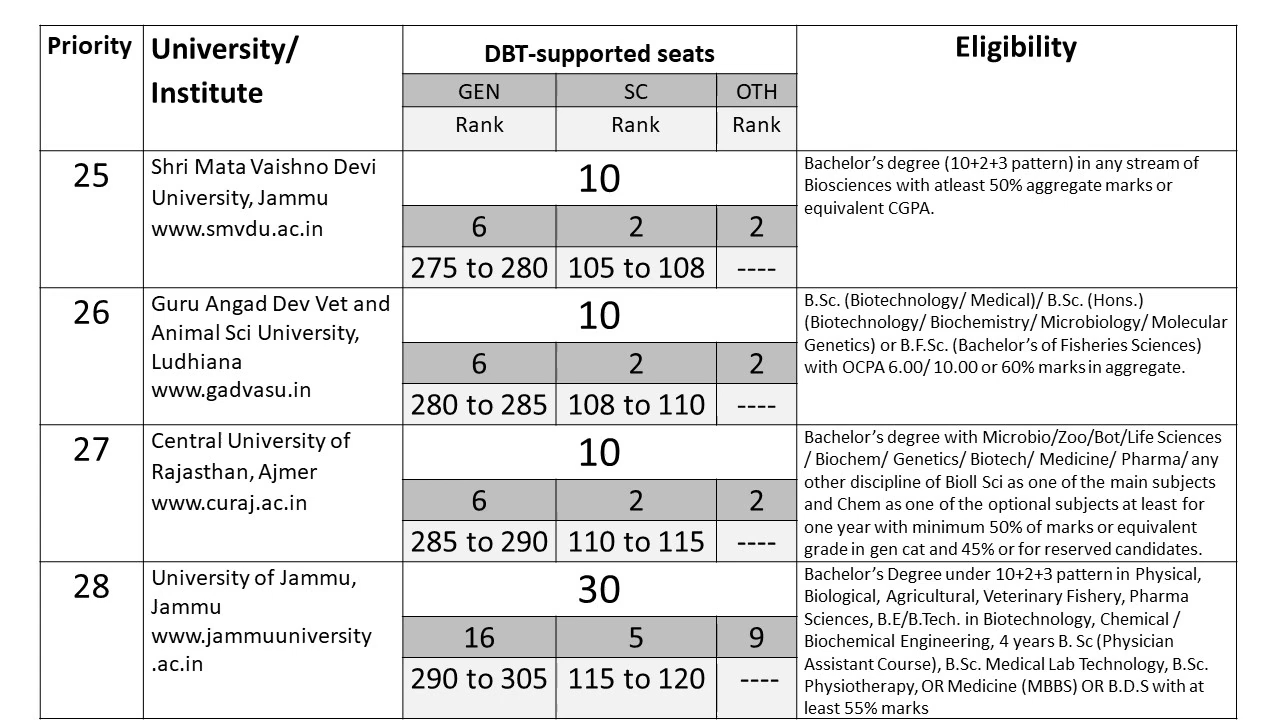 Priority
University/
Institute
DBT-supported seats
Eligibility
GEN
SC
OTH
Rank
Rank
Rank
25
Shri Mata Vaishno Devi
University, Jammu
www.smvdu.ac.in
10
6
2
2
275 to 280
105 to 108
----
Bachelor's degree (10+2+3 pattern) in any stream of
Biosciences with atleast 50% aggregate marks or
equivalent CGPA.
26
Guru Angad Dev Vet and
Animal Sci University,
Ludhiana
www.gadvasu.in
10
6
2
2
280 to 285
108 to 110
----
B.Sc. (Biotechnology/ Medical)/ B.Sc. (Hons.)
(Biotechnology/ Biochemistry/ Microbiology/ Molecular
Genetics) or B.F.Sc. (Bachelor's of Fisheries Sciences)
with OCPA 6.00/ 10.00 or 60% marks in aggregate.
27
Central University of
Rajasthan, Ajmer
www.curaj.ac.in
10
6
2
2
285 to 290
110 to 115
----
Bachelor's degree with Microbio/Zoo/Bot/Life Sciences
/ Biochem/ Genetics/ Biotech/ Medicine/ Pharma/ any
other discipline of Bioll Sci as one of the main subjects
and Chem as one of the optional subjects at least for
one year with minimum 50% of marks or equivalent
grade in gen cat and 45% or for reserved candidates.
28
University of Jammu,
Jammu
www.jammuuniversity
.ac.in
30
16
5
9
290 to 305
115 to 120
----
Bachelor's Degree under 10+2+3 pattern in Physical,
Biological, Agricultural, Veterinary Fishery, Pharma
Sciences, B.E/B.Tech. in Biotechnology, Chemical /
Biochemical Engineering, 4 years B. Sc (Physician
Assistant Course), B.Sc. Medical Lab Technology, B.Sc.
Physiotherapy, OR Medicine (MBBS) OR B.D.S with at
least 55% marks